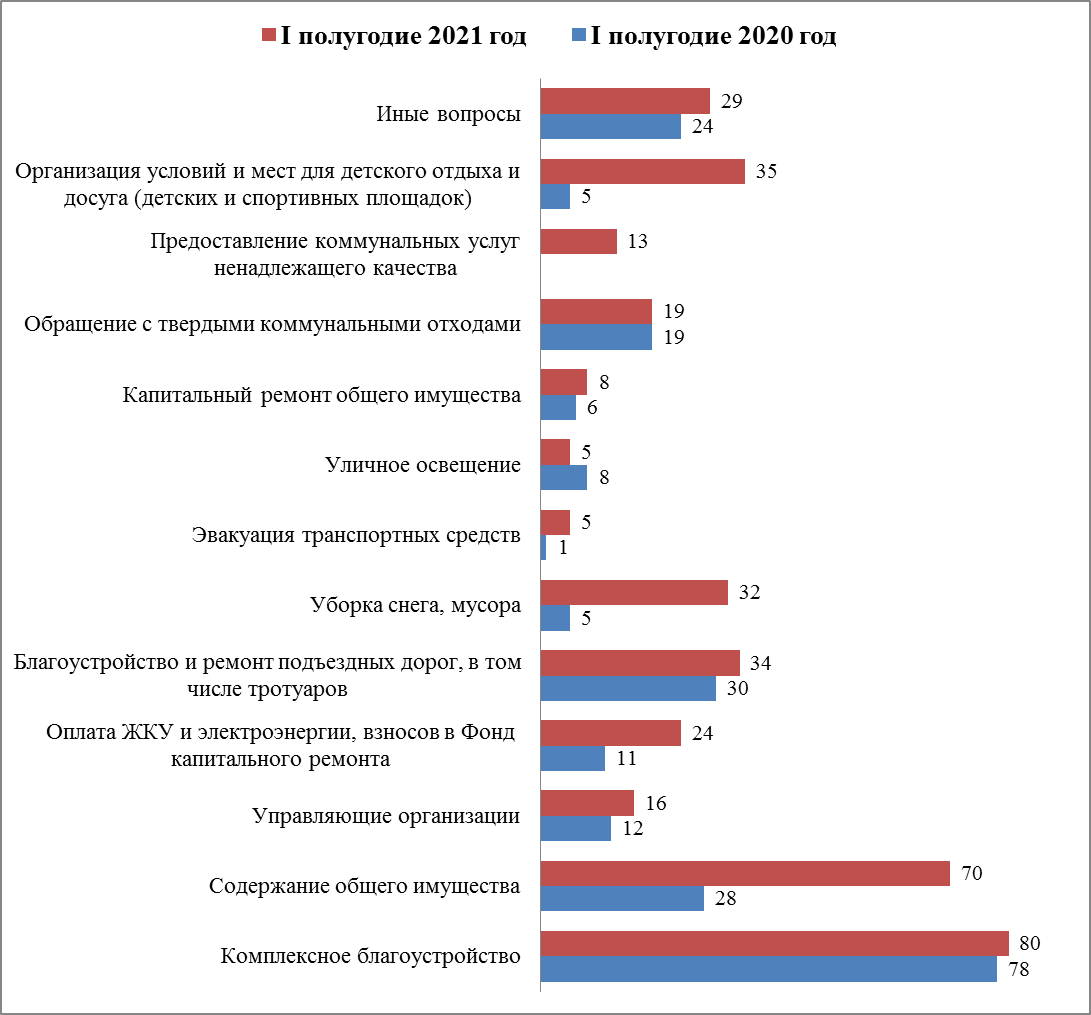 I полугодие 2021 год I полугодие 2020 год
Иные вопросы
29
24
Организация условий и мест для детского отдыха и
досуга (детских и спортивных площадок)
35
5
Предоставление коммунальных услуг
ненадлежащего качества
13
Обращение с твердыми коммунальными отходами
19
19
Капитальный ремонт общего имущества
8
6
Уличное освещение
5
8
Эвакуация транспортных средств
5
1
Уборка снега, мусора
32
5
Благоустройство и ремонт подъездных дорог, в том
числе тротуаров
34
30
Оплата ЖКУ и электроэнергии, взносов в Фонд
капитального ремонта
24
11
Управляющие организации
16
12
Содержание общего имущества
70
28
Комплексное благоустройство
80
78